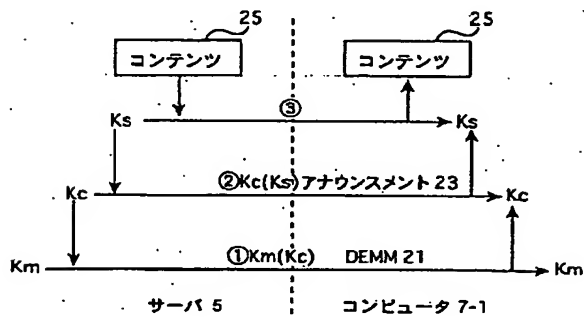 25 25
コンテンツ コンテンツ
③
Ks Ks
②Kc(Ks)アナウンスメント23
Kc Kc
①Km(Kc) DEMM 21
Km Km
サーバ 5 コンピュータ 7-1